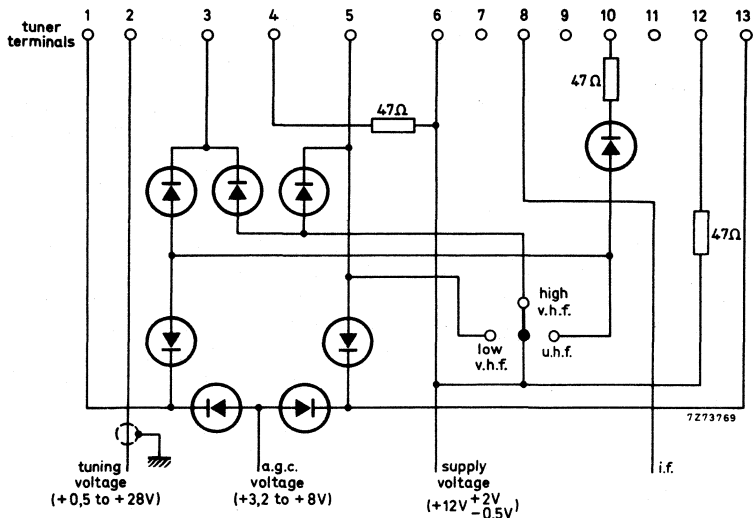 tuner terminals
1 2 3 4 5 6 7 8 9 10 11 12 13
47Ω
47Ω
47Ω
high v.h.f.
low v.h.f.
u.h.f.
7Z73769
tuning voltage (+0,5 to +28V)
a.g.c. voltage (+3,2 to +8V)
supply voltage (+12V +2V -0.5V)
i.f.